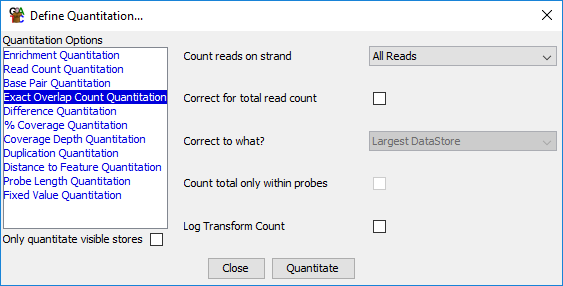 Define Quantitation...
Quantitation Options
Enrichment Quantitation
Read Count Quantitation
Base Pair Quantitation
Exact Overlap Count Quantitation
Difference Quantitation
% Coverage Quantitation
Coverage Depth Quantitation
Duplication Quantitation
Distance to Feature Quantitation
Probe Length Quantitation
Fixed Value Quantitation
Only quantitate visible stores
Count reads on strand All Reads
Correct for total read count
Correct to what? Largest DataStore
Count total only within probes
Log Transform Count
Close Quantitate